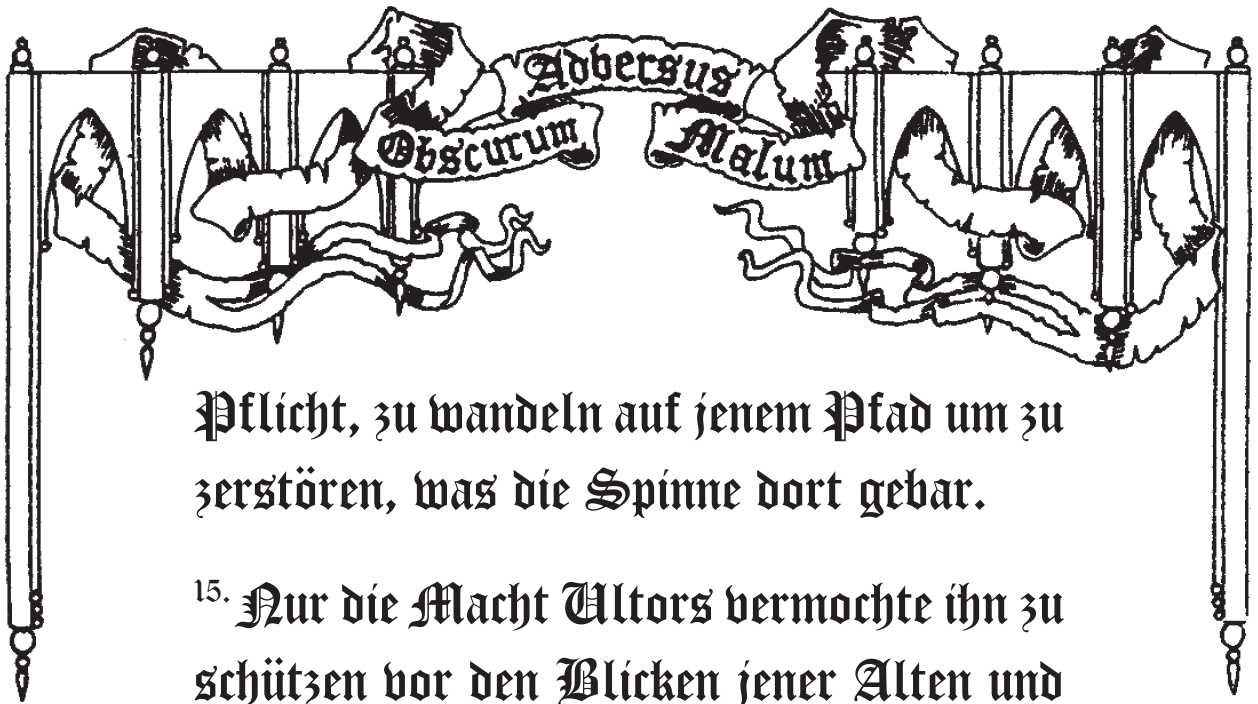 Adversus
Obscurum Malum
Pflicht, zu wandeln auf jenem Pfad um zu
zerstören, was die Spinne dort gebar.
15. Nur die Macht Ultors vermochte ihn zu
schützen vor den Blicken jener Alten und